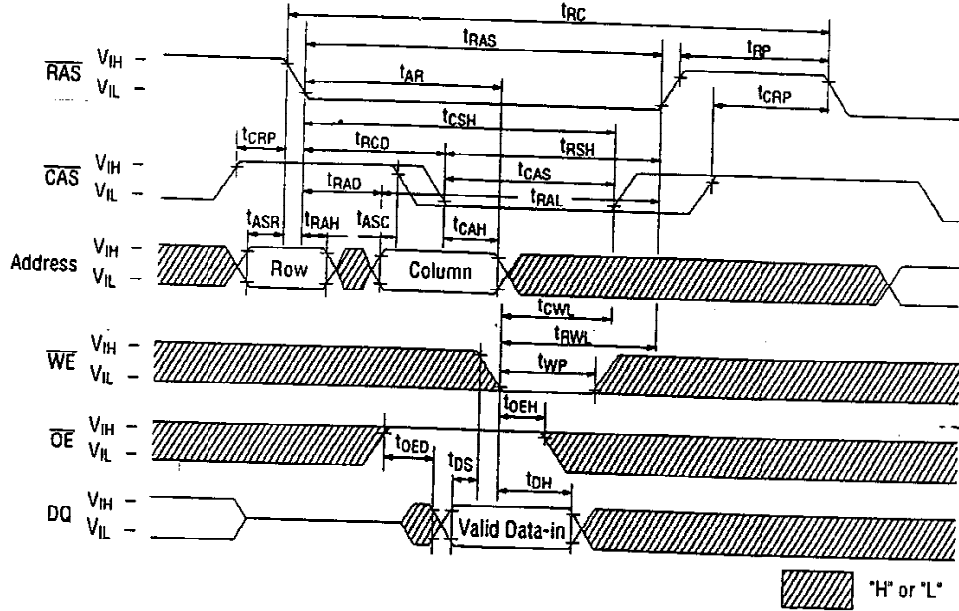 tRC
tRAS
tRP
RAS
VIH
VIL
tAR
tCRP
tCSH
tCRP
tRCD
tRSH
CAS
VIH
VIL
tCAS
tRAD
tRAL
tASR
tRAH
tASC
tCAH
Address
VIH
VIL
Row
Column
tCWL
tRWL
WE
VIH
VIL
tWP
tOEH
OE
VIH
VIL
tOED
tDS
tDH
DQ
VIH
VIL
Valid Data-in
"H" or "L"